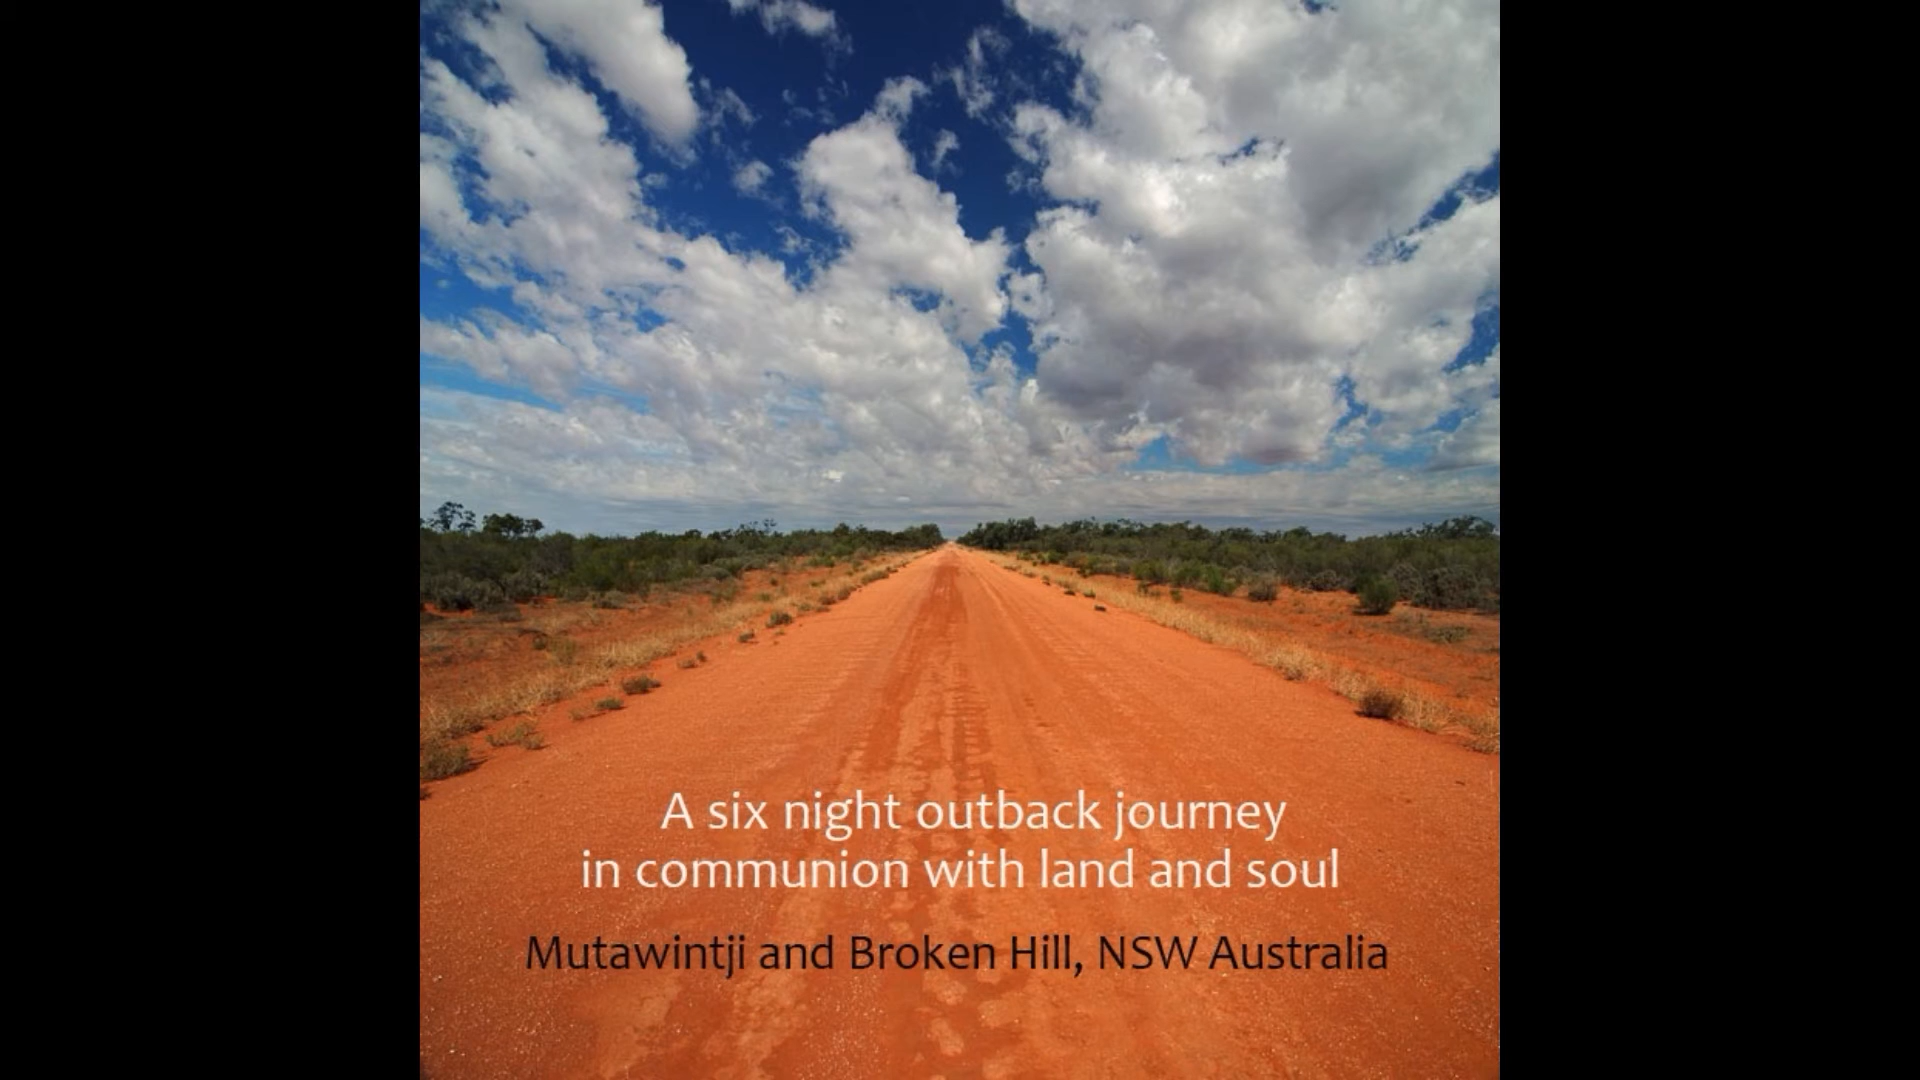 A six night outback journey
in communion with land and soul
Mutawintji and Broken Hill, NSW Australia